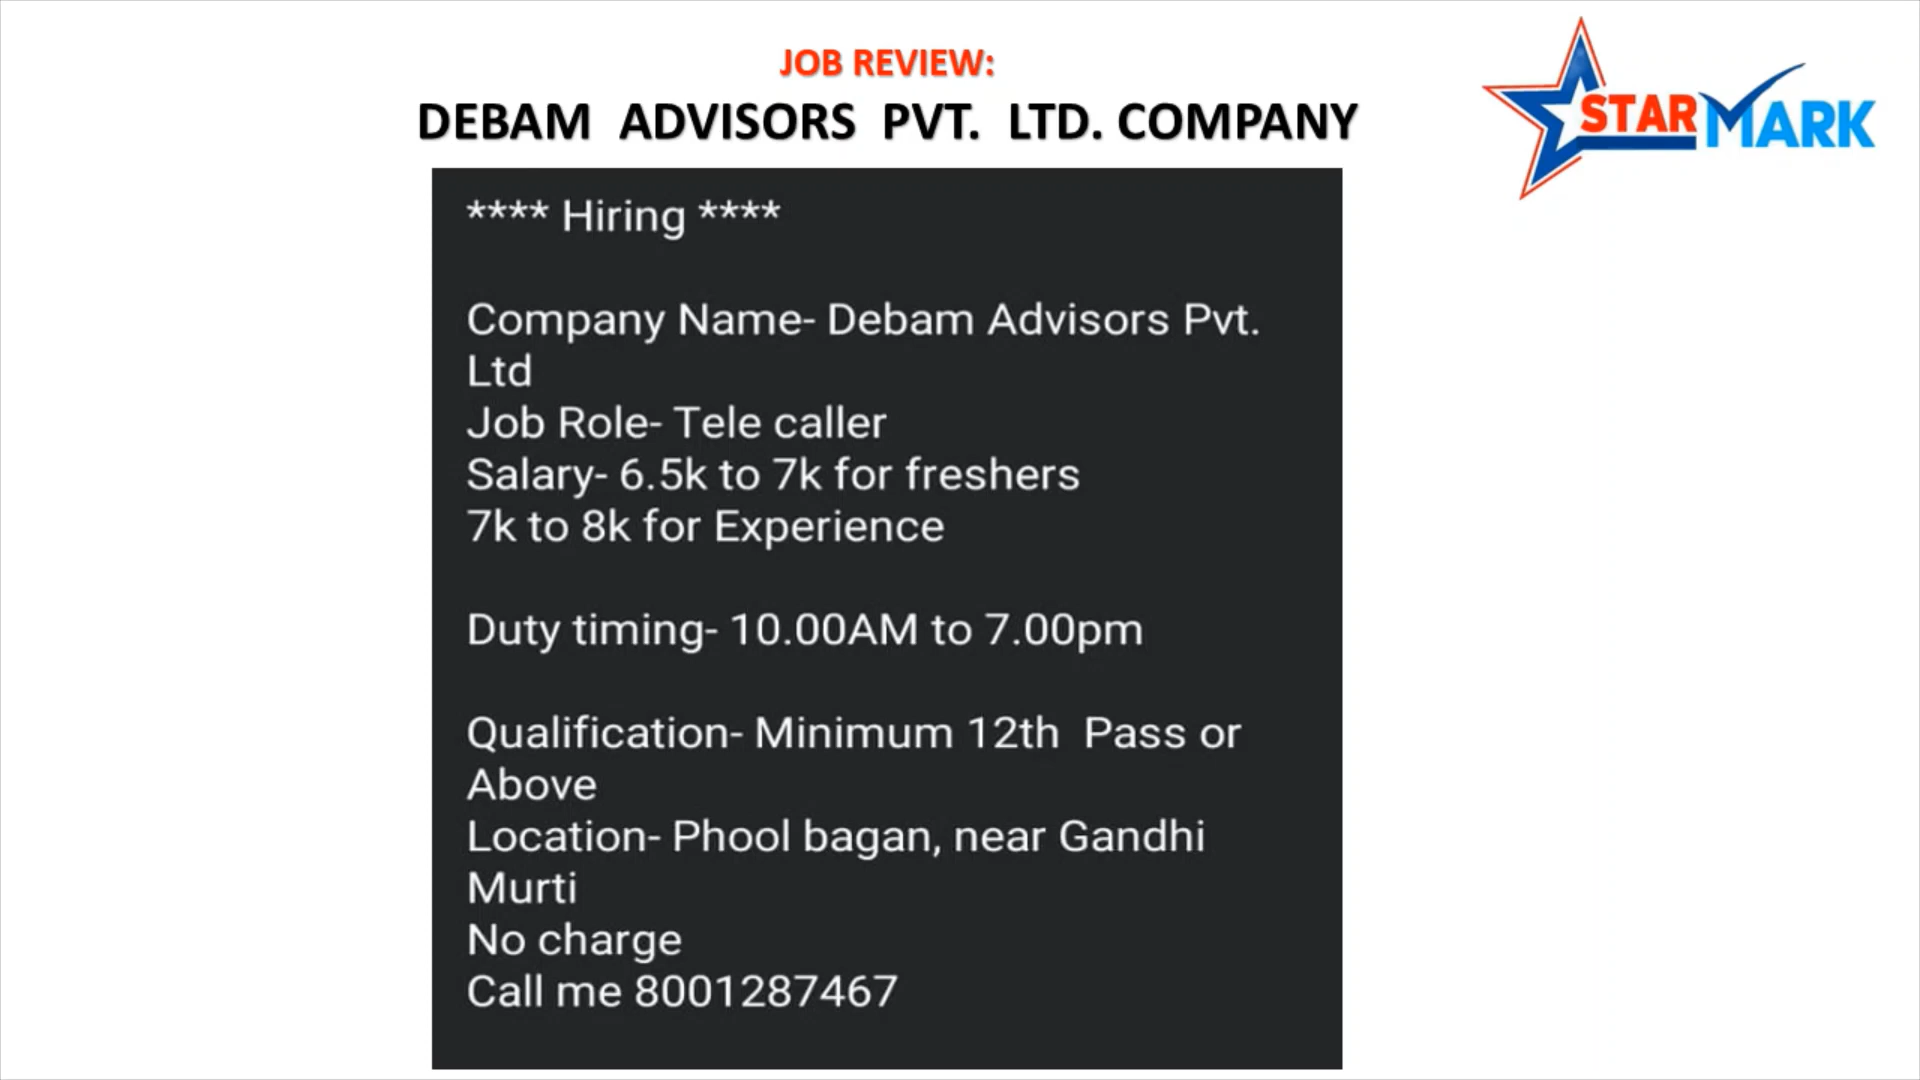 JOB REVIEW:
DEBAM ADVISORS PVT. LTD. COMPANY
STARMARK
**** Hiring ****
Company Name- Debam Advisors Pvt.
Ltd
Job Role- Tele caller
Salary- 6.5k to 7k for freshers
7k to 8k for Experience
Duty timing- 10.00AM to 7.00pm
Qualification- Minimum 12th  Pass or
Above
Location- Phool bagan, near Gandhi
Murti
No charge
Call me 8001287467